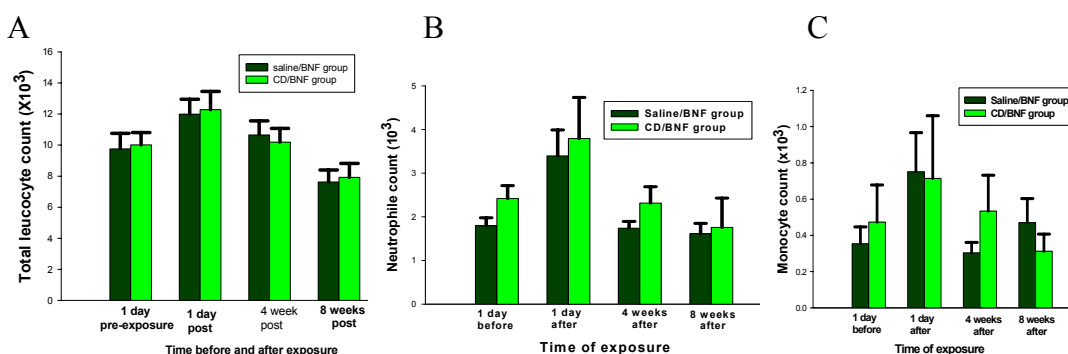 A
Total leucocyte count (X10³)
16
14
12
10
8
6
4
2
0
saline/BNF group
CD/BNF group
1 day
pre-exposure
1 day
post
4 week
post
8 weeks
post
Time before and after exposure
B
Neutrophile count (10³)
5
4
3
2
1
0
Saline/BNF group
CD/BNF group
1 day
before
1 day
after
4 weeks
after
8 weeks
after
Time of exposure
C
Monocyte count (x10³)
1.2
1.0
0.8
0.6
0.4
0.2
0.0
Saline/BNF group
CD/BNF group
1 day
before
1 day
after
4 weeks
after
8 weeks
after
Time of exposure